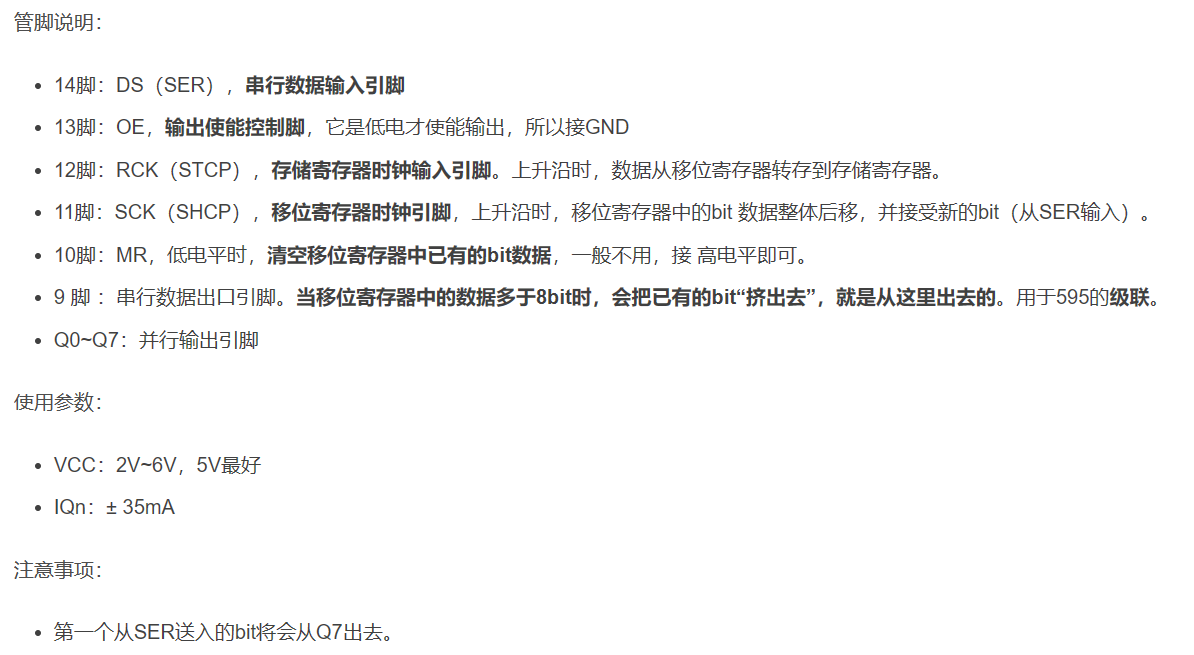 管脚说明：
14脚：DS（SER），串行数据输入引脚
13脚：OE，输出使能控制脚，它是低电才使能输出，所以接GND
12脚：RCK（STCP），存储寄存器时钟输入引脚。上升沿时，数据从移位寄存器转存到存储寄存器。
11脚：SCK（SHCP），移位寄存器时钟引脚，上升沿时，移位寄存器中的bit 数据整体后移，并接受新的bit（从SER输入）。
10脚：MR，低电平时，清空移位寄存器中已有的bit数据，一般不用，接 高电平即可。
9 脚 ：串行数据出口引脚。当移位寄存器中的数据多于8bit时，会把已有的bit“挤出去”，就是从这里出去的。用于595的级联。
Q0~Q7：并行输出引脚
使用参数：
VCC：2V~6V，5V最好
IQn：± 35mA
注意事项：
第一个从SER送入的bit将会从Q7出去。